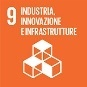 9 INDUSTRIA,
INNOVAZIONE
E INFRASTRUTTURE